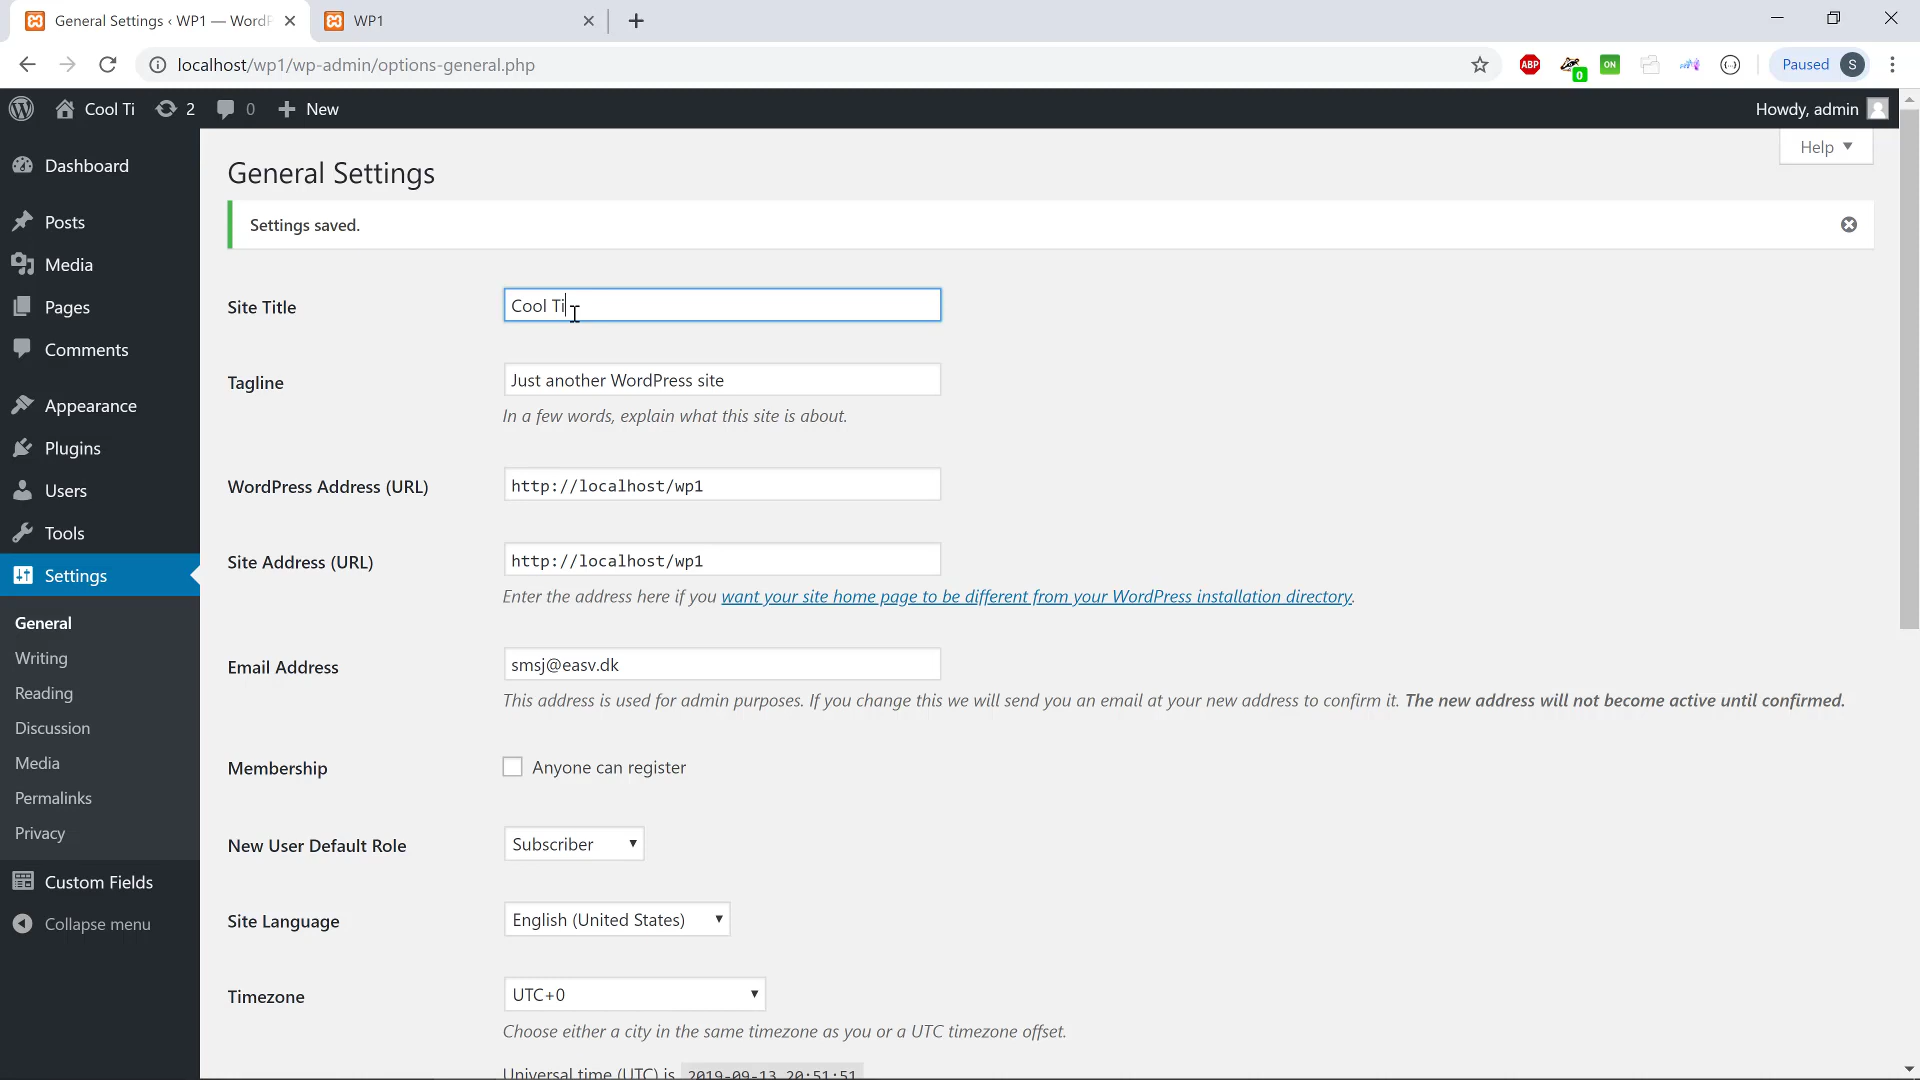 General Settings ‹ WP1 — WordP
WP1
localhost/wp1/wp-admin/options-general.php
ABP
0
ON
Paused S
Cool Ti 2 0 New
Howdy, admin
Help
Dashboard
Posts
Media
Pages
Comments
Appearance
Plugins
Users
Tools
Settings
General
Writing
Reading
Discussion
Media
Permalinks
Privacy
Custom Fields
Collapse menu
General Settings
Settings saved.
Site Title
Cool Ti
Tagline
Just another WordPress site
In a few words, explain what this site is about.
WordPress Address (URL)
http://localhost/wp1
Site Address (URL)
http://localhost/wp1
Enter the address here if you want your site home page to be different from your WordPress installation directory.
Email Address
smsj@easv.dk
This address is used for admin purposes. If you change this we will send you an email at your new address to confirm it. The new address will not become active until confirmed.
Membership
Anyone can register
New User Default Role
Subscriber
Site Language
English (United States)
Timezone
UTC+0
Choose either a city in the same timezone as you or a UTC timezone offset.
Universal time (UTC) is 2019-09-13 20:51:51